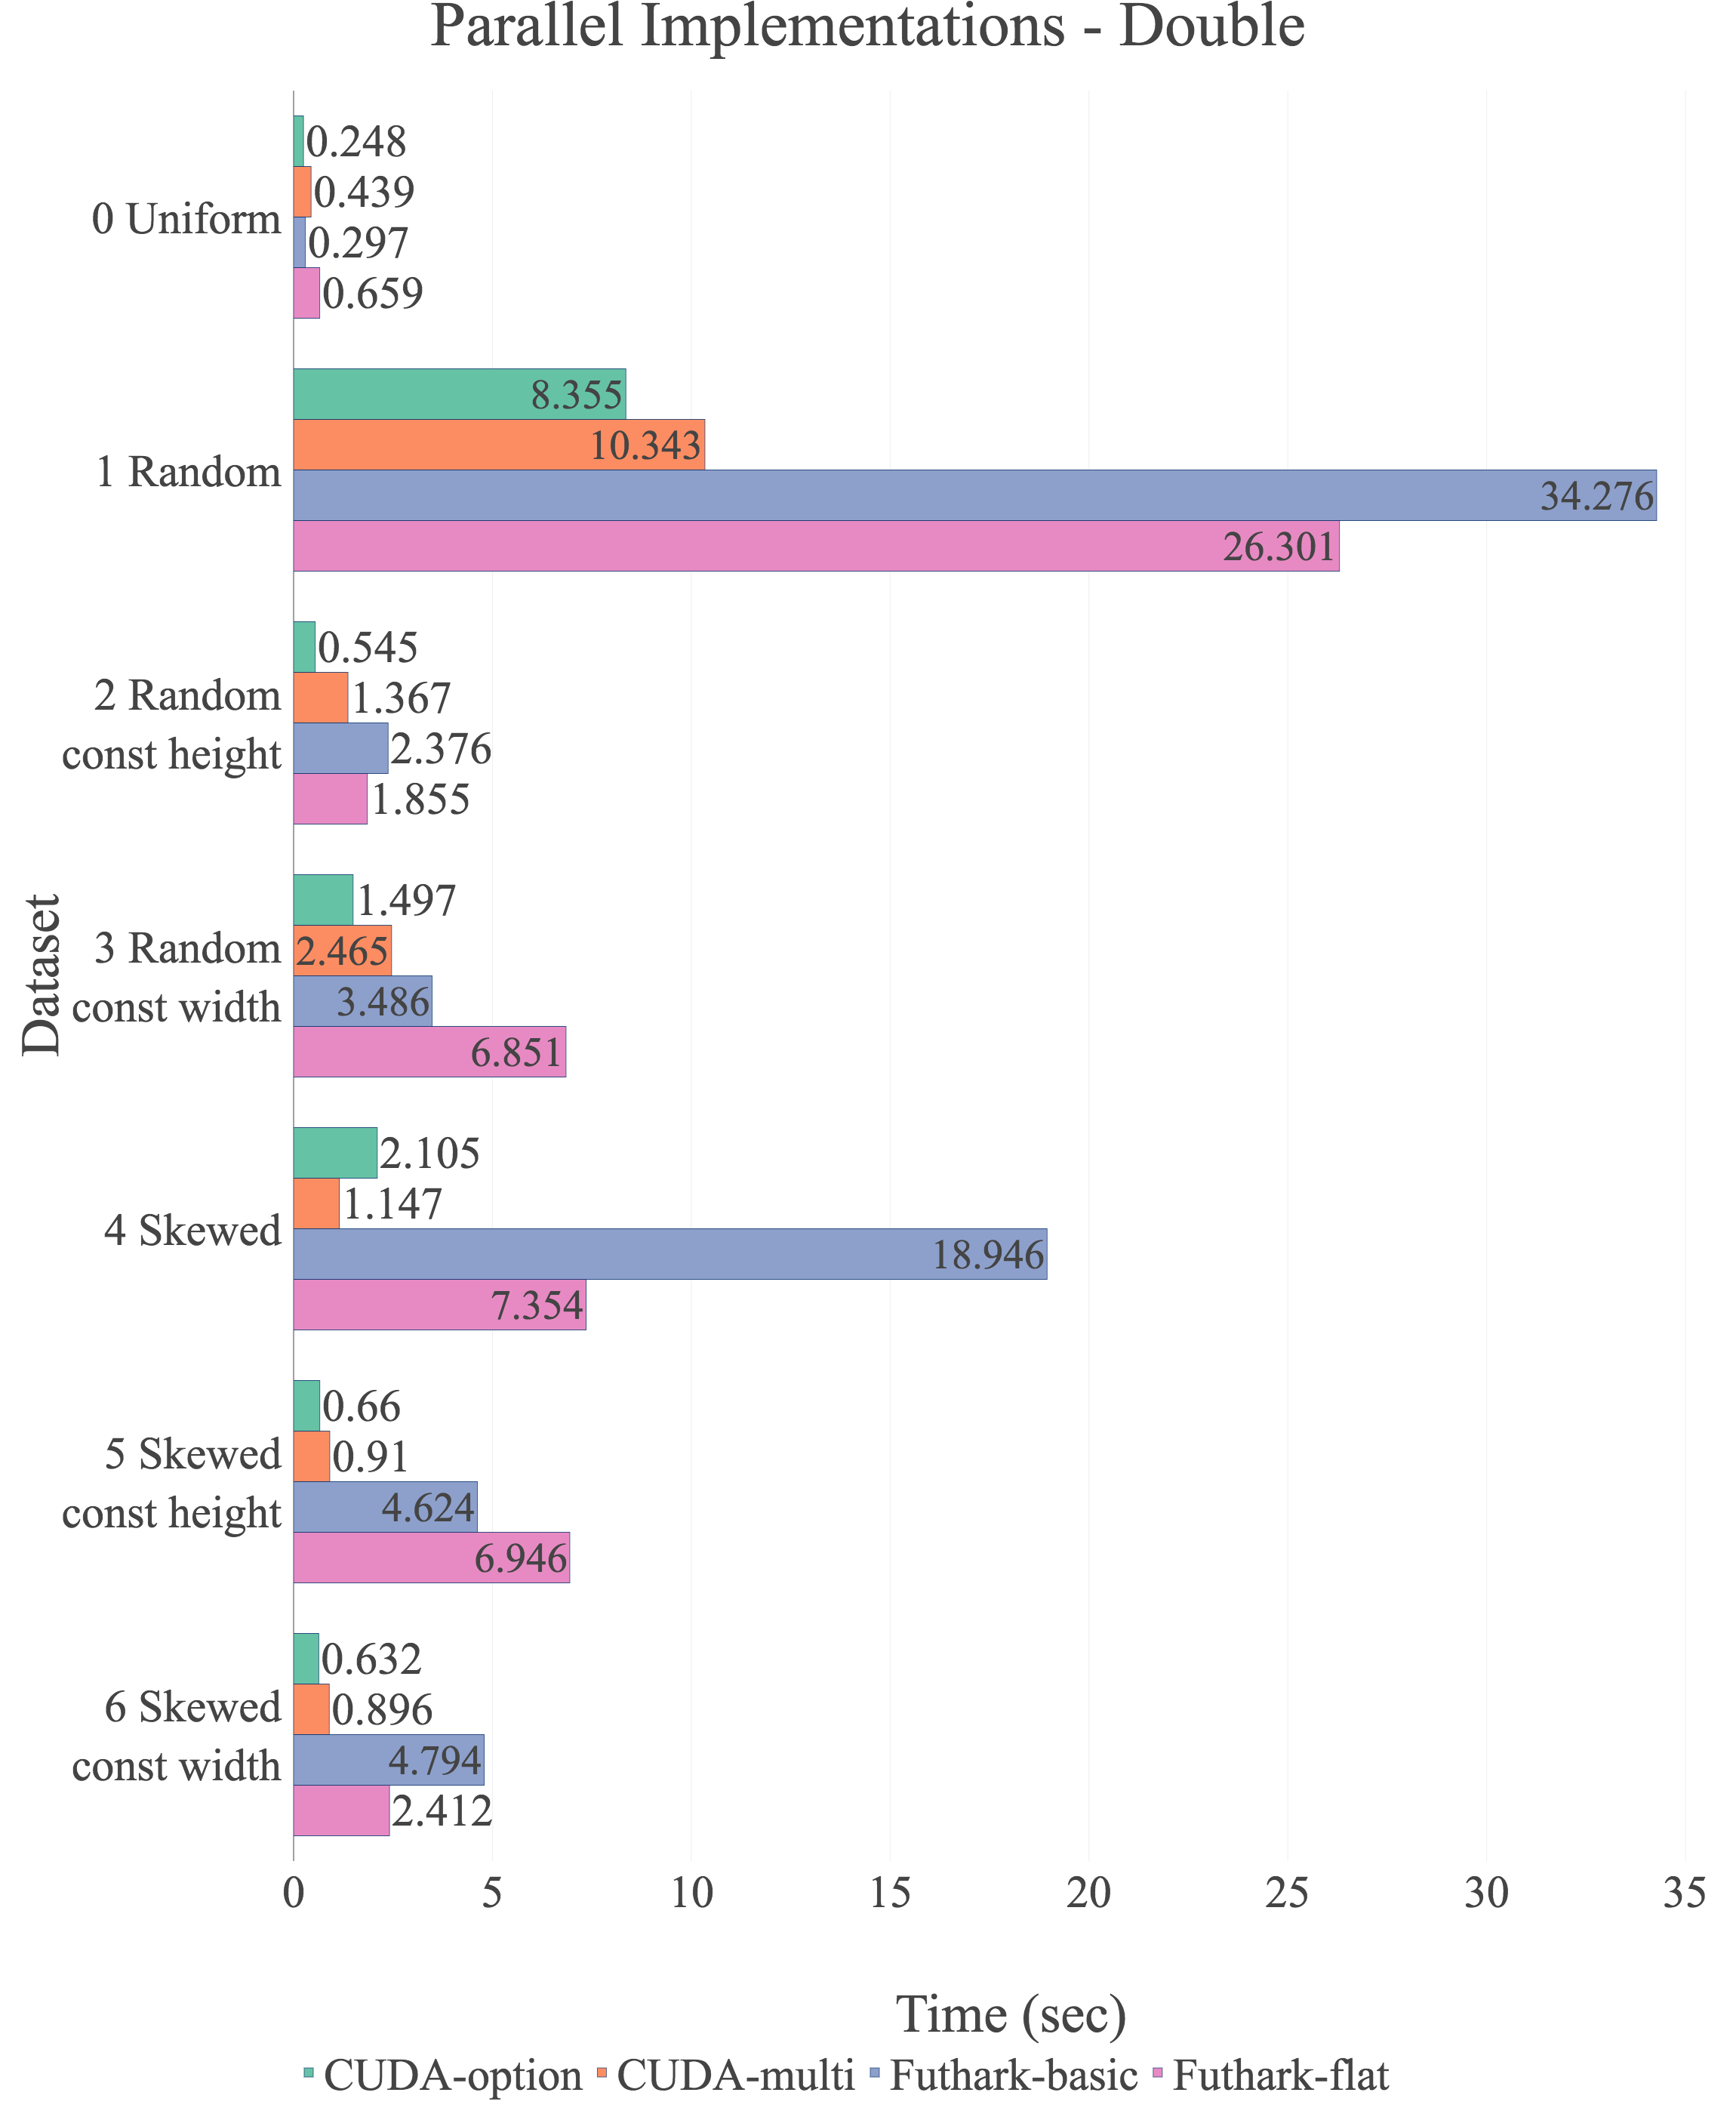 Parallel Implementations - Double
0 Uniform
0.248
0.439
0.297
0.659
1 Random
8.355
10.343
34.276
26.301
2 Random
const height
0.545
1.367
2.376
1.855
3 Random
const width
1.497
2.465
3.486
6.851
4 Skewed
2.105
1.147
18.946
7.354
5 Skewed
const height
0.66
0.91
4.624
6.946
6 Skewed
const width
0.632
0.896
4.794
2.412
Dataset
0 5 10 15 20 25 30 35
Time (sec)
CUDA-option CUDA-multi Futhark-basic Futhark-flat